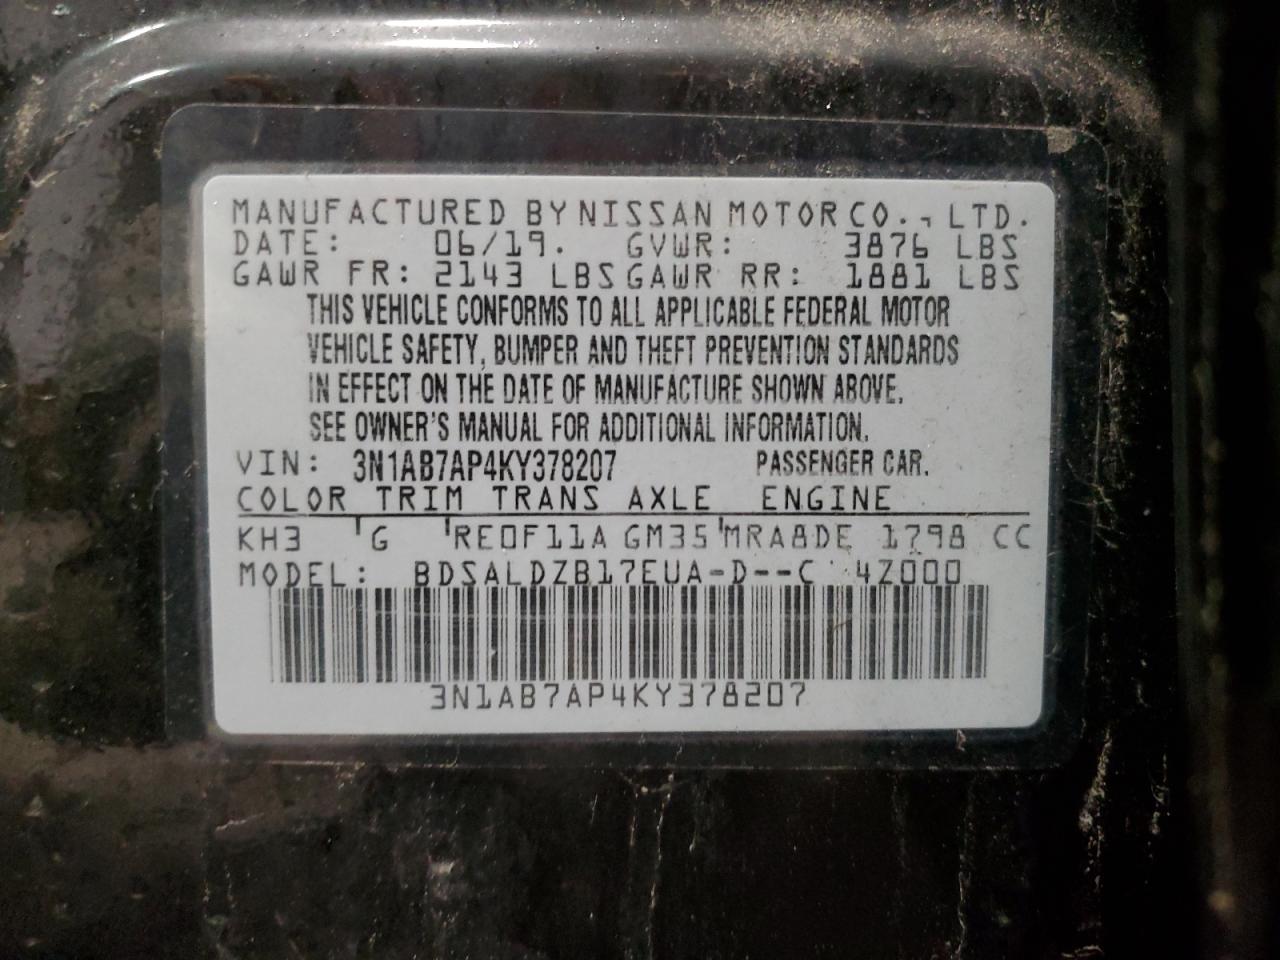 MANUFACTURED BY NISSAN MOTOR CO., LTD.
DATE: 06/19. GVWR: 3876 LBS
GAWR FR: 2143 LBS GAWR RR: 1881 LBS
THIS VEHICLE CONFORMS TO ALL APPLICABLE FEDERAL MOTOR
VEHICLE SAFETY, BUMPER AND THEFT PREVENTION STANDARDS
IN EFFECT ON THE DATE OF MANUFACTURE SHOWN ABOVE.
SEE OWNER'S MANUAL FOR ADDITIONAL INFORMATION.
VIN: 3N1AB7AP4KY378207 PASSENGER CAR.
COLOR TRIM TRANS AXLE ENGINE
KH3 'G 'RE0F11A GM35'MRA8DE 1798 CC
MODEL: BDSALDZB17EUA-D--C 4Z000
3N1AB7AP4KY378207